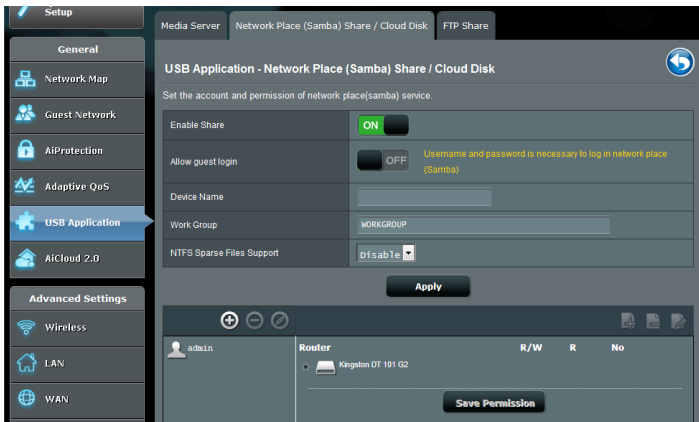 Setup
Media Server
Network Place (Samba) Share / Cloud Disk
FTP Share
General
Network Map
Guest Network
AiProtection
Adaptive QoS
USB Application
AiCloud 2.0
Advanced Settings
Wireless
LAN
WAN
USB Application - Network Place (Samba) Share / Cloud Disk
Set the account and permission of network place(samba) service.
Enable Share
ON
Allow guest login
OFF
Username and password is necessary to log in network place
(Samba)
Device Name
Work Group
WORKGROUP
NTFS Sparse Files Support
Disable
Apply
admin
Router
R/W
R
No
Kingston DT 101 G2
Save Permission